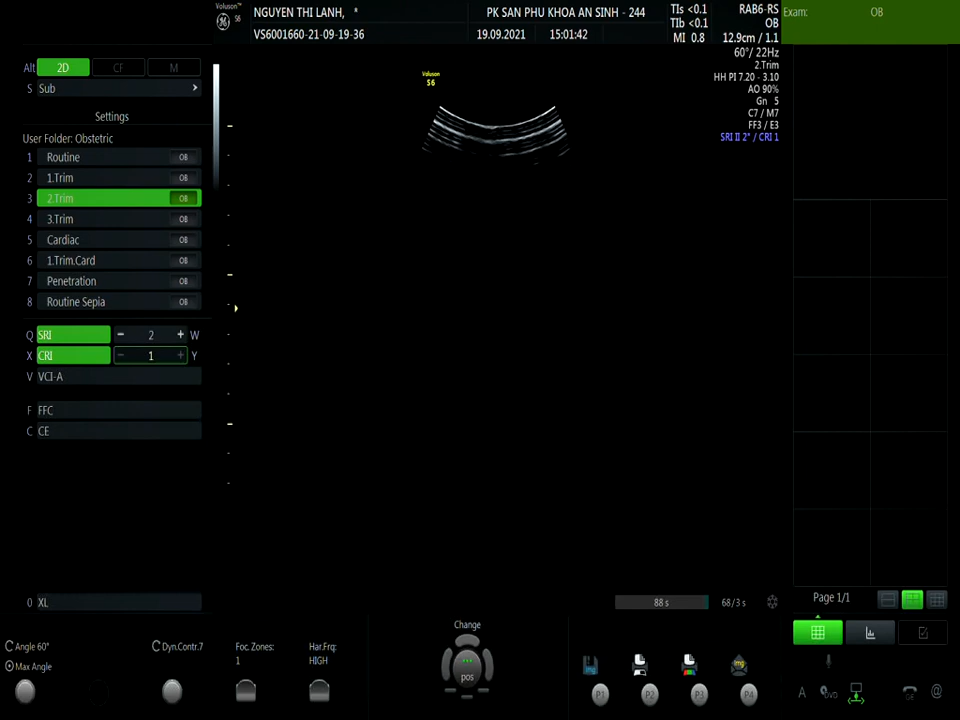 Voluson™
S6
NGUYEN THI LANH, *
PK SAN PHU KHOA AN SINH - 244
VS6001660-21-09-19-36
19.09.2021
15:01:42
TIs <0.1
TIb <0.1
MI 0.8
RAB6-RS
OB
12.9cm / 1.1
60°/ 22Hz
2.Trim
HH PI 7.20 - 3.10
AO 90%
Gn 5
C7 / M7
FF3 / E3
SRI II 2* / CRI 1
Exam: OB
Alt 2D CF M
S Sub >
Settings
User Folder: Obstetric
1 Routine OB
2 1.Trim OB
3 2.Trim OB
4 3.Trim OB
5 Cardiac OB
6 1.Trim.Card OB
7 Penetration OB
8 Routine Sepia OB
Q SRI - 2 + W
X CRI - 1 + Y
V VCI-A
F FFC
C CE
0 XL
Voluson
S6
88 s
68/3 s
Page 1/1
Angle 60°
Max Angle
Dyn.Contr.7
Foc. Zones:
1
Har.Frq:
HIGH
Change
pos
Img
P1 P2 P3 P4
A DVD @